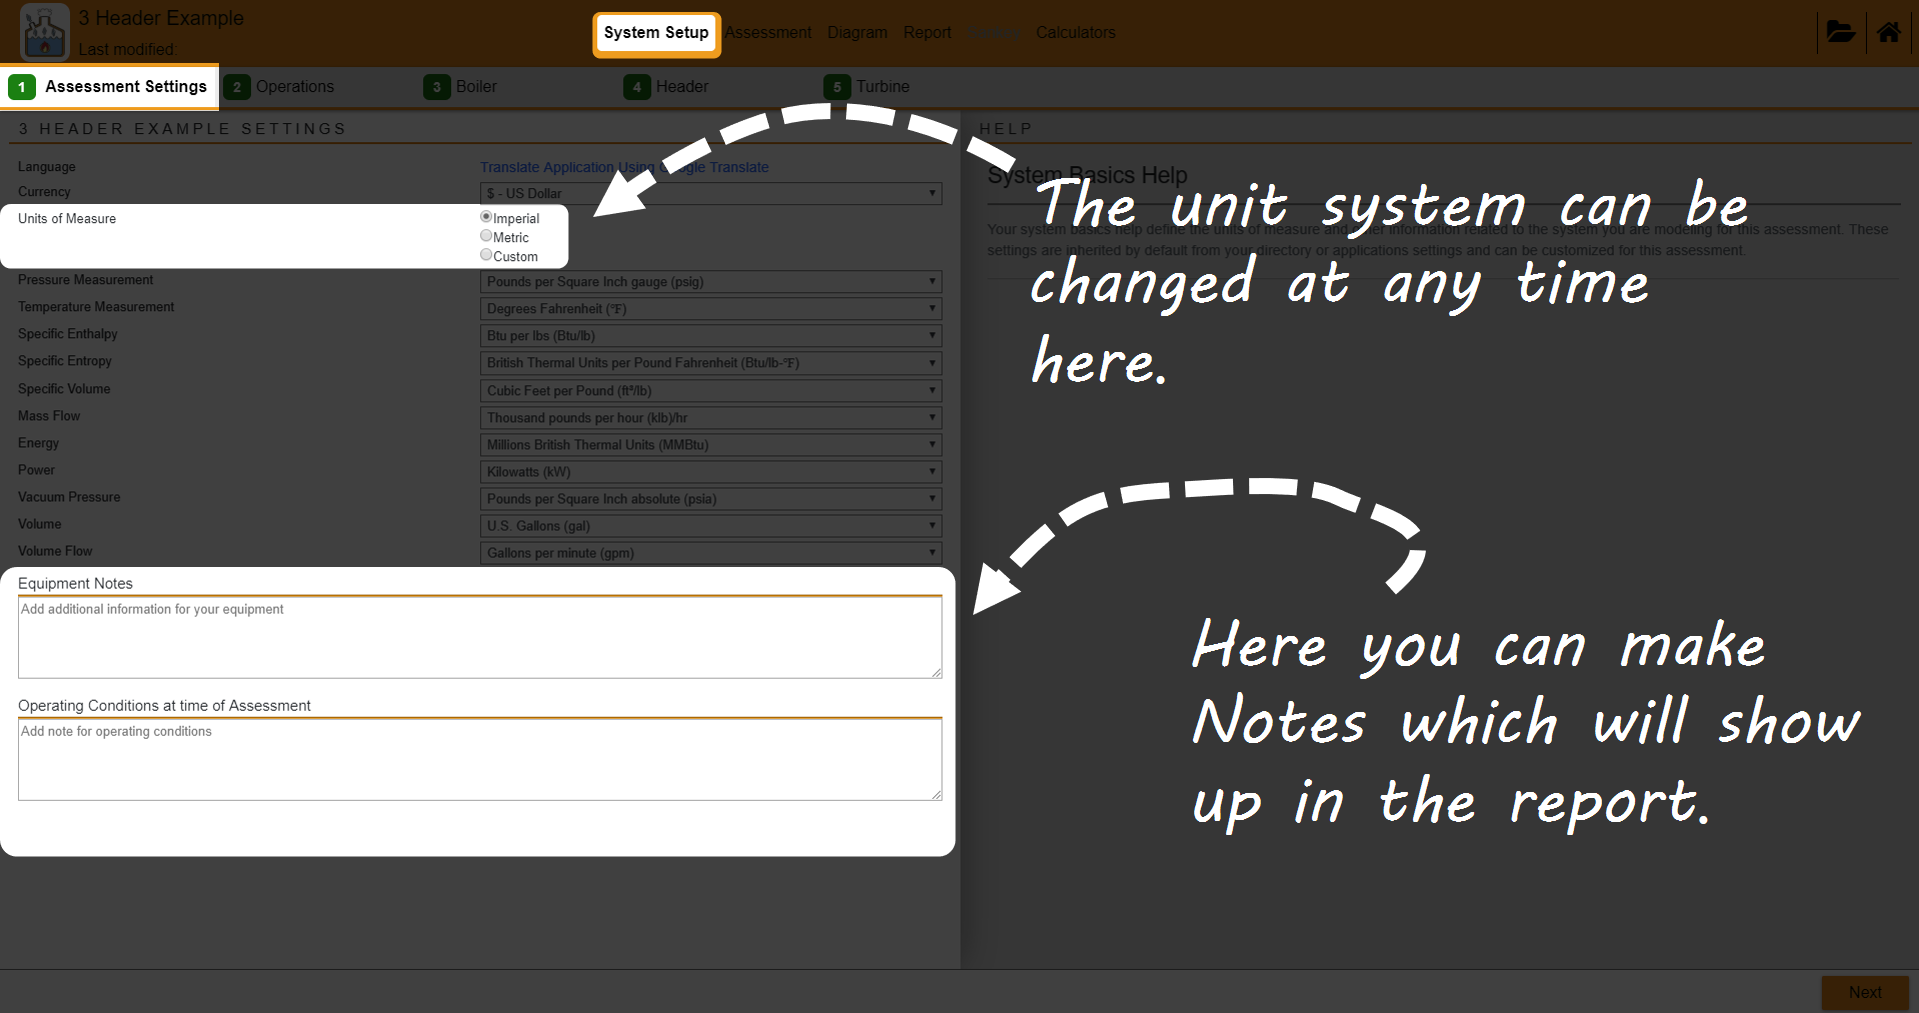 3 Header Example
Last modified:
System Setup Assessment Diagram Report Calculators
1 Assessment Settings 2 Operations 3 Boiler 4 Header 5 Turbine
3 HEADER EXAMPLE SETTINGS
Language Translate Application Using Google Translate
Currency $ - US Dollar
Units of Measure Imperial
Metric
Custom
Pressure Measurement Pounds per Square Inch gauge (psig)
Temperature Measurement Degrees Fahrenheit (°F)
Specific Enthalpy Btu per lbs (Btu/lb)
Specific Entropy British Thermal Units per Pound Fahrenheit (Btu/lb-°F)
Specific Volume Cubic Feet per Pound (ft³/lb)
Mass Flow Thousand pounds per hour (klb)/hr
Energy Millions British Thermal Units (MMBtu)
Power Kilowatts (kW)
Vacuum Pressure Pounds per Square Inch absolute (psia)
Volume U.S. Gallons (gal)
Volume Flow Gallons per minute (gpm)
Equipment Notes
Add additional information for your equipment
Operating Conditions at time of Assessment
Add note for operating conditions
HELP
System Basics Help
Your system basics help define the units of measure and other information related to the system you are modeling for this assessment. These
settings are inherited by default from your directory or applications settings and can be customized for this assessment.
The unit system can be
changed at any time
here.
Here you can make
Notes which will show
up in the report.
Next